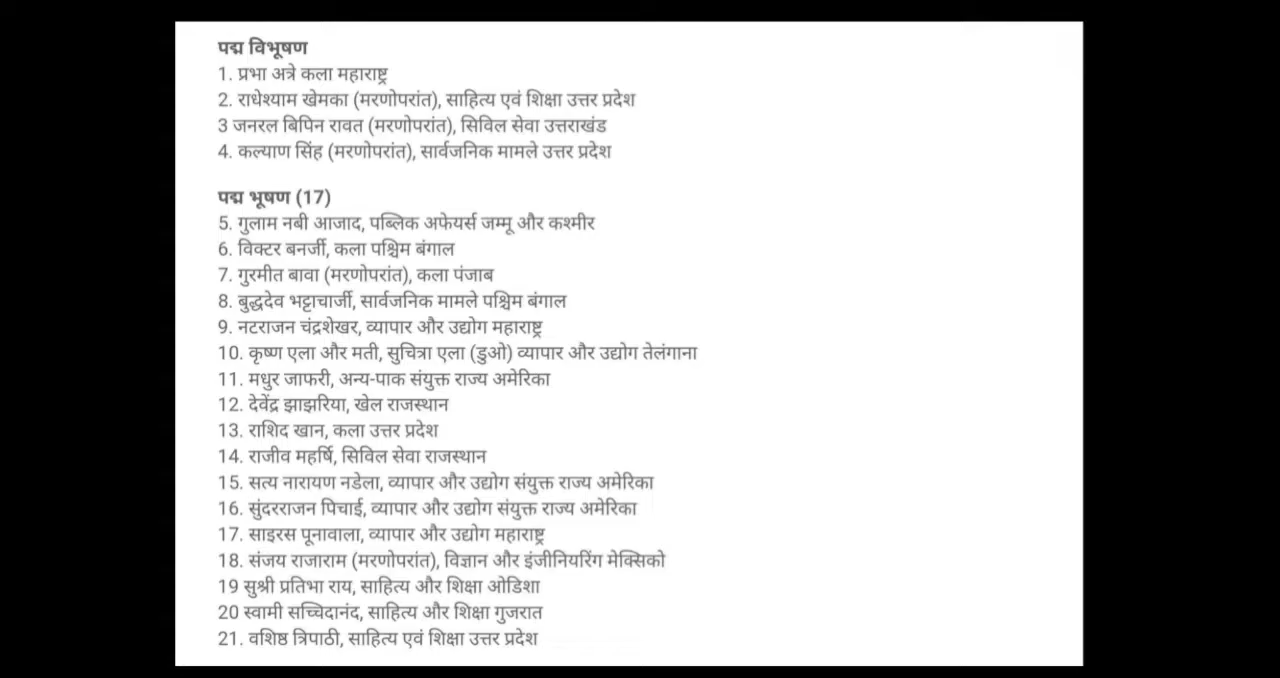 पद्म विभूषण
1. प्रभा अत्रे कला महाराष्ट्र
2. राधेश्याम खेमका (मरणोपरांत), साहित्य एवं शिक्षा उत्तर प्रदेश
3 जनरल बिपिन रावत (मरणोपरांत), सिविल सेवा उत्तराखंड
4. कल्याण सिंह (मरणोपरांत), सार्वजनिक मामले उत्तर प्रदेश
पद्म भूषण (17)
5. गुलाम नबी आजाद, पब्लिक अफेयर्स जम्मू और कश्मीर
6. विक्टर बनर्जी, कला पश्चिम बंगाल
7. गुरमीत बावा (मरणोपरांत), कला पंजाब
8. बुद्धदेव भट्टाचार्जी, सार्वजनिक मामले पश्चिम बंगाल
9. नटराजन चंद्रशेखर, व्यापार और उद्योग महाराष्ट्र
10. कृष्ण एला और मती, सुचित्रा एला (डुओ) व्यापार और उद्योग तेलंगाना
11. मधुर जाफरी, अन्य-पाक संयुक्त राज्य अमेरिका
12. देवेंद्र झाझरिया, खेल राजस्थान
13. राशिद खान, कला उत्तर प्रदेश
14. राजीव महर्षि, सिविल सेवा राजस्थान
15. सत्य नारायण नडेला, व्यापार और उद्योग संयुक्त राज्य अमेरिका
16. सुंदरराजन पिचाई, व्यापार और उद्योग संयुक्त राज्य अमेरिका
17. साइरस पूनावाला, व्यापार और उद्योग महाराष्ट्र
18. संजय राजाराम (मरणोपरांत), विज्ञान और इंजीनियरिंग मेक्सिको
19 सुश्री प्रतिभा राय, साहित्य और शिक्षा ओडिशा
20 स्वामी सच्चिदानंद, साहित्य और शिक्षा गुजरात
21. वशिष्ठ त्रिपाठी, साहित्य एवं शिक्षा उत्तर प्रदेश